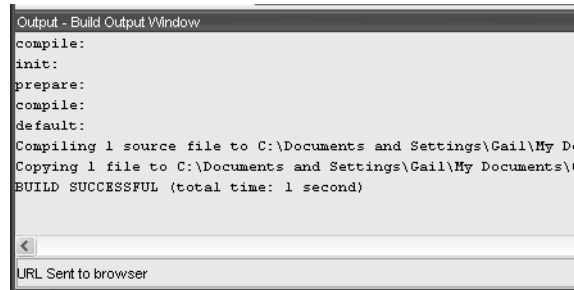 Output - Build Output Window
compile:
init:
prepare:
compile:
default:
Compiling 1 source file to C:\Documents and Settings\Gail\My D
Copying 1 file to C:\Documents and Settings\Gail\My Documents\
BUILD SUCCESSFUL (total time: 1 second)
URL Sent to browser